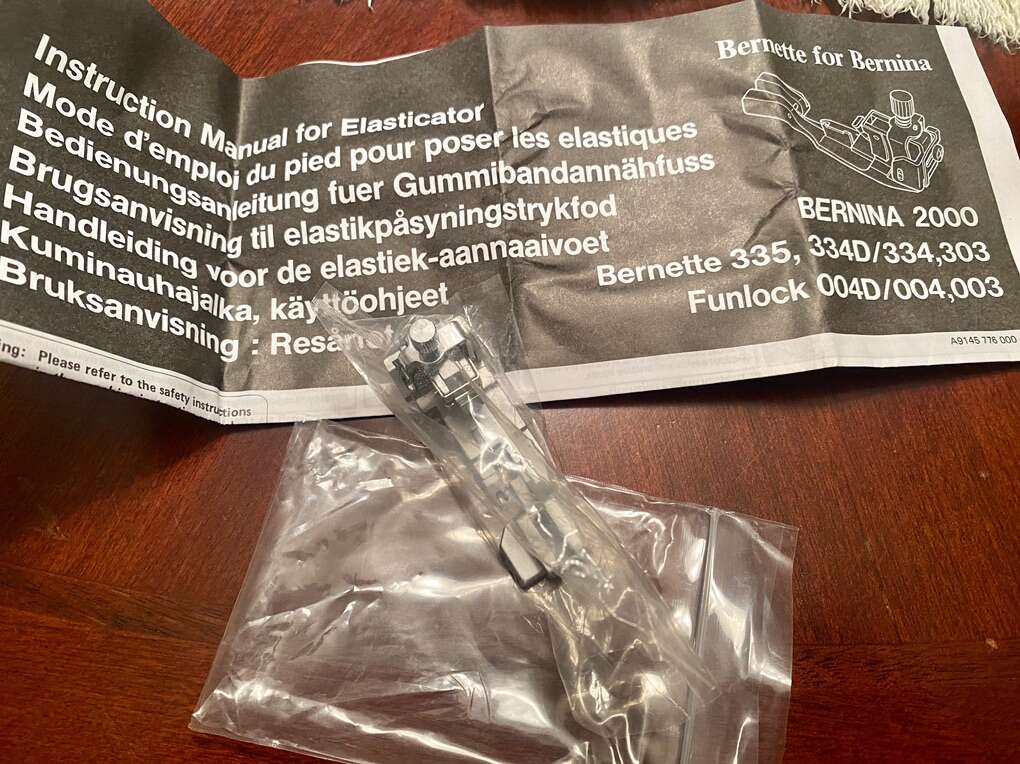 Instruction Manual for Elasticator
Mode d'emploi du pied pour poser les elastiques
Bedienungsanleitung fuer Gummibandannähfuss
Brugsanvisning til elastikpåsyningstrykfod
Handleiding voor de elastiek-aannaaivoet
Kuminauhajalka, käyttöohjeet
Bruksanvisning :
Bernette for Bernina
BERNINA 2000
Bernette 335, 334D/334,303
Funlock 004D/004,003
A9145 776 000
Please refer to the safety instructions